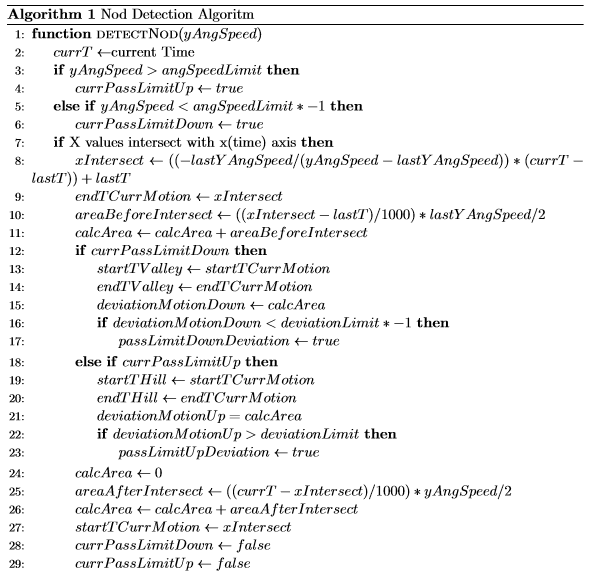 Algorithm 1 Nod Detection Algoritm
1: function DETECTNOD(yAngSpeed)
2: currT ←current Time
3: if yAngSpeed > angSpeedLimit then
4: currPassLimitUp ← true
5: else if yAngSpeed < angSpeedLimit ∗ −1 then
6: currPassLimitDown ← true
7: if X values intersect with x(time) axis then
8: xIntersect ← ((−lastY AngSpeed/(yAngSpeed − lastY AngSpeed)) ∗ (currT −
lastT)) + lastT
9: endTCurrMotion ← xIntersect
10: areaBeforeIntersect ← ((xIntersect − lastT)/1000) ∗ lastY AngSpeed/2
11: calcArea ← calcArea + areaBeforeIntersect
12: if currPassLimitDown then
13: startTValley ← startTCurrMotion
14: endTValley ← endTCurrMotion
15: deviationMotionDown ← calcArea
16: if deviationMotionDown < deviationLimit ∗ −1 then
17: passLimitDownDeviation ← true
18: else if currPassLimitUp then
19: startTHill ← startTCurrMotion
20: endTHill ← endTCurrMotion
21: deviationMotionUp = calcArea
22: if deviationMotionUp > deviationLimit then
23: passLimitUpDeviation ← true
24: calcArea ← 0
25: areaAfterIntersect ← ((currT − xIntersect)/1000) ∗ yAngSpeed/2
26: calcArea ← calcArea + areaAfterIntersect
27: startTCurrMotion ← xIntersect
28: currPassLimitDown ← false
29: currPassLimitUp ← false